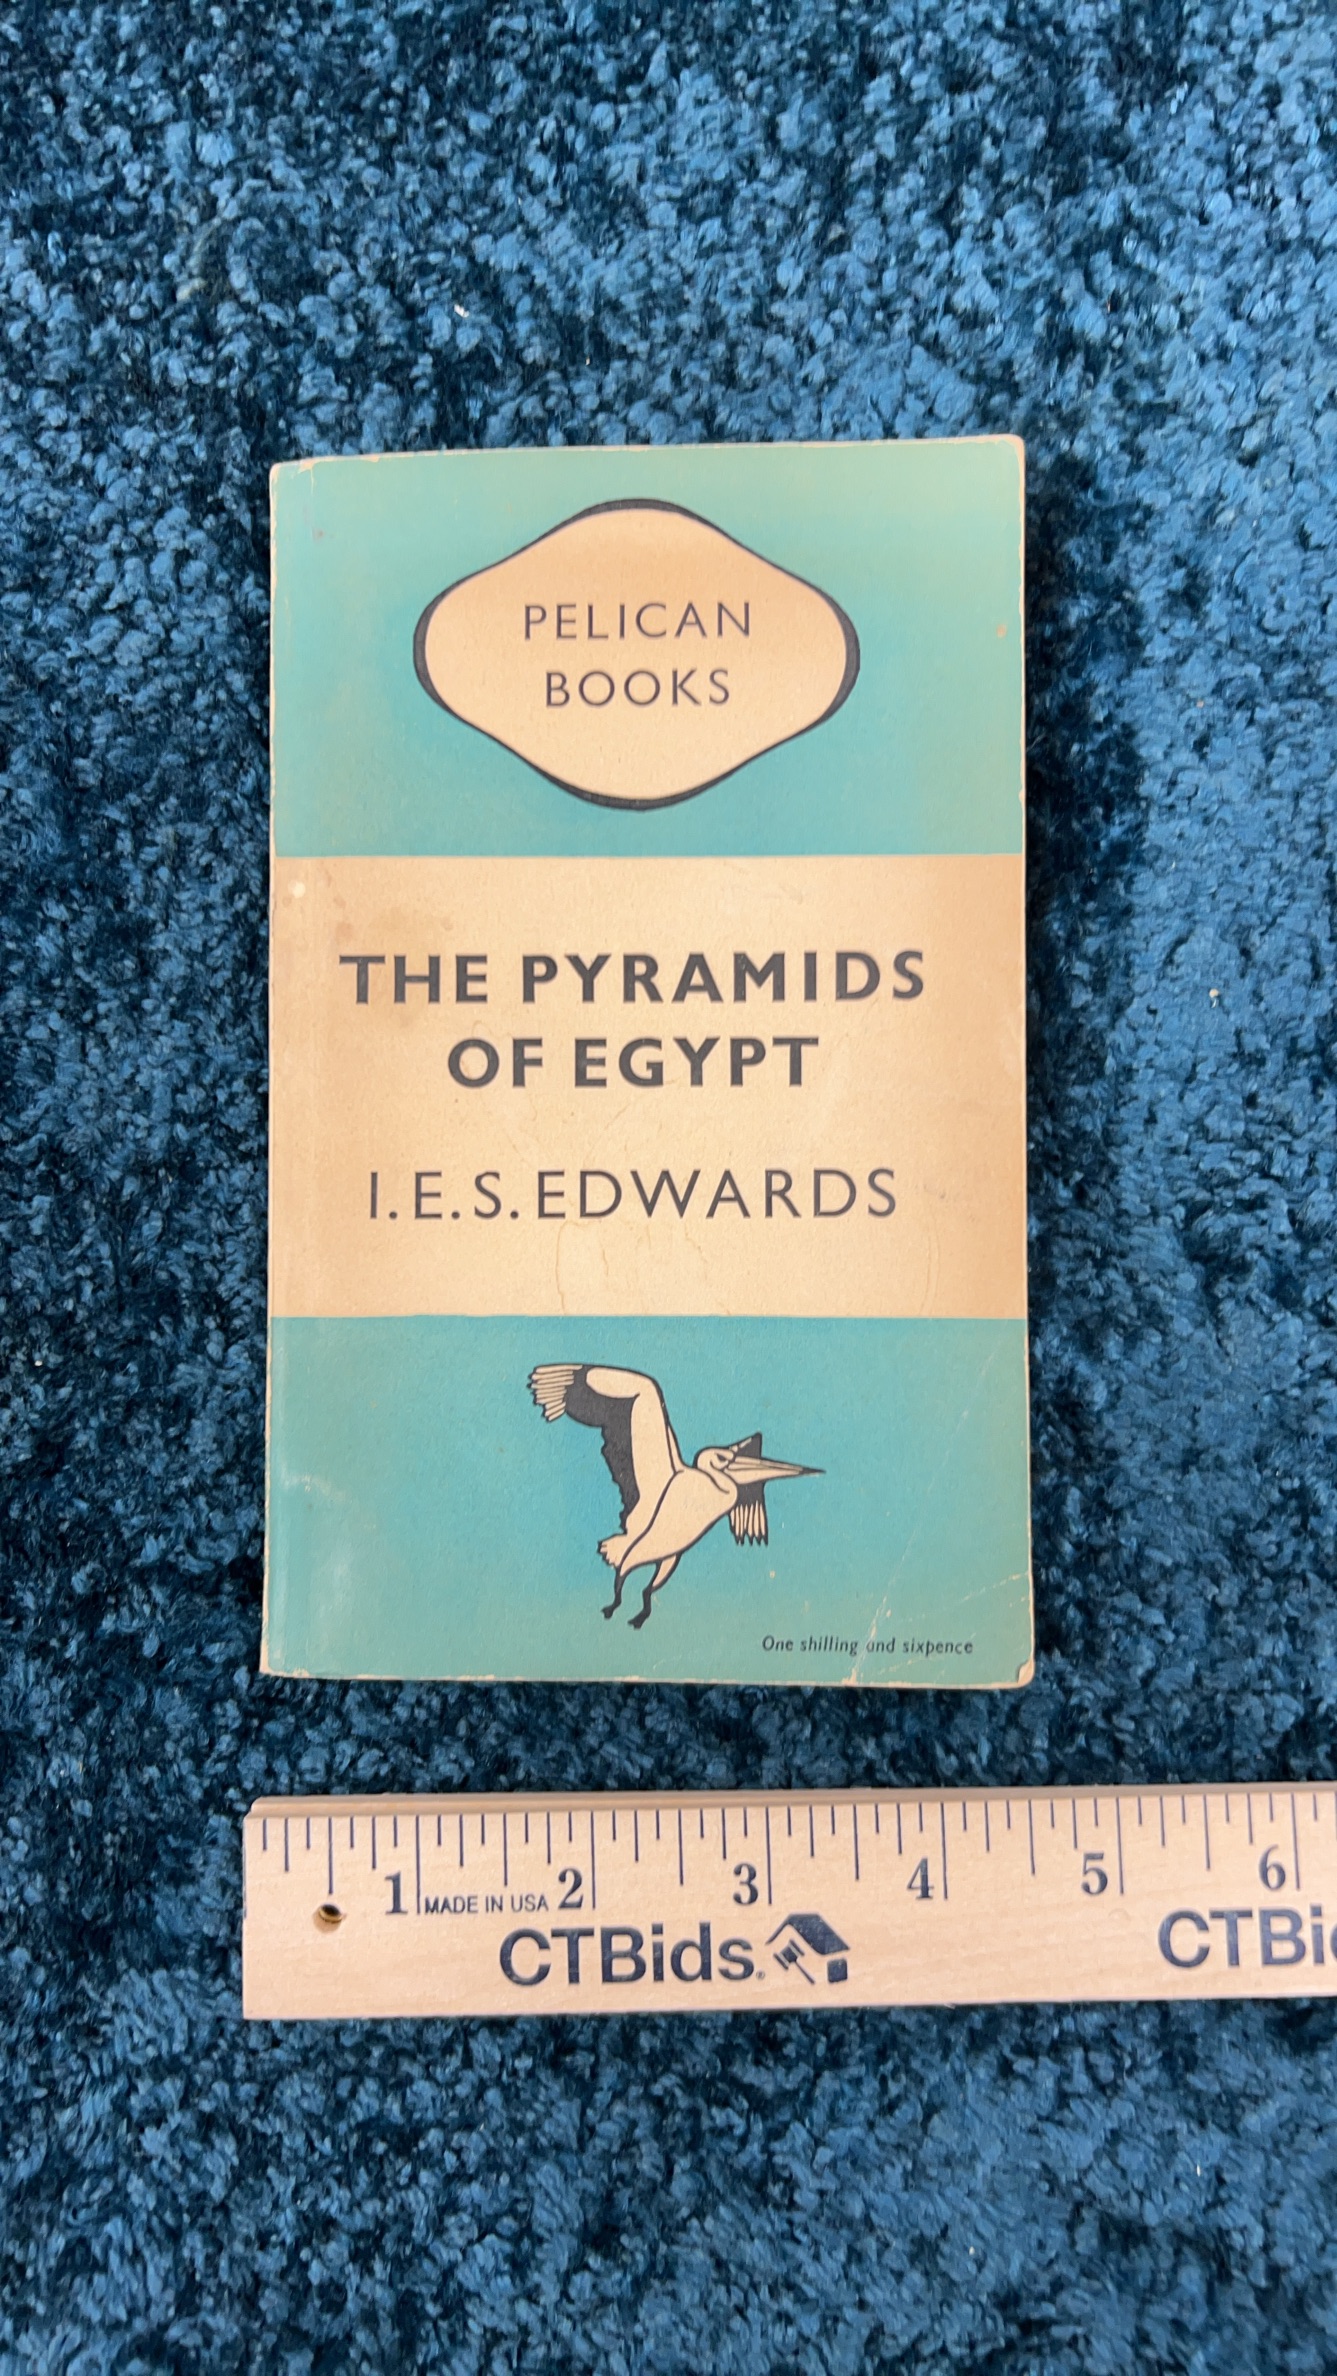 PELICAN
BOOKS
THE PYRAMIDS
OF EGYPT
I.E.S. EDWARDS
One shilling and sixpence
1 MADE IN USA 2 3 4 5 6
CTBids. CTBi